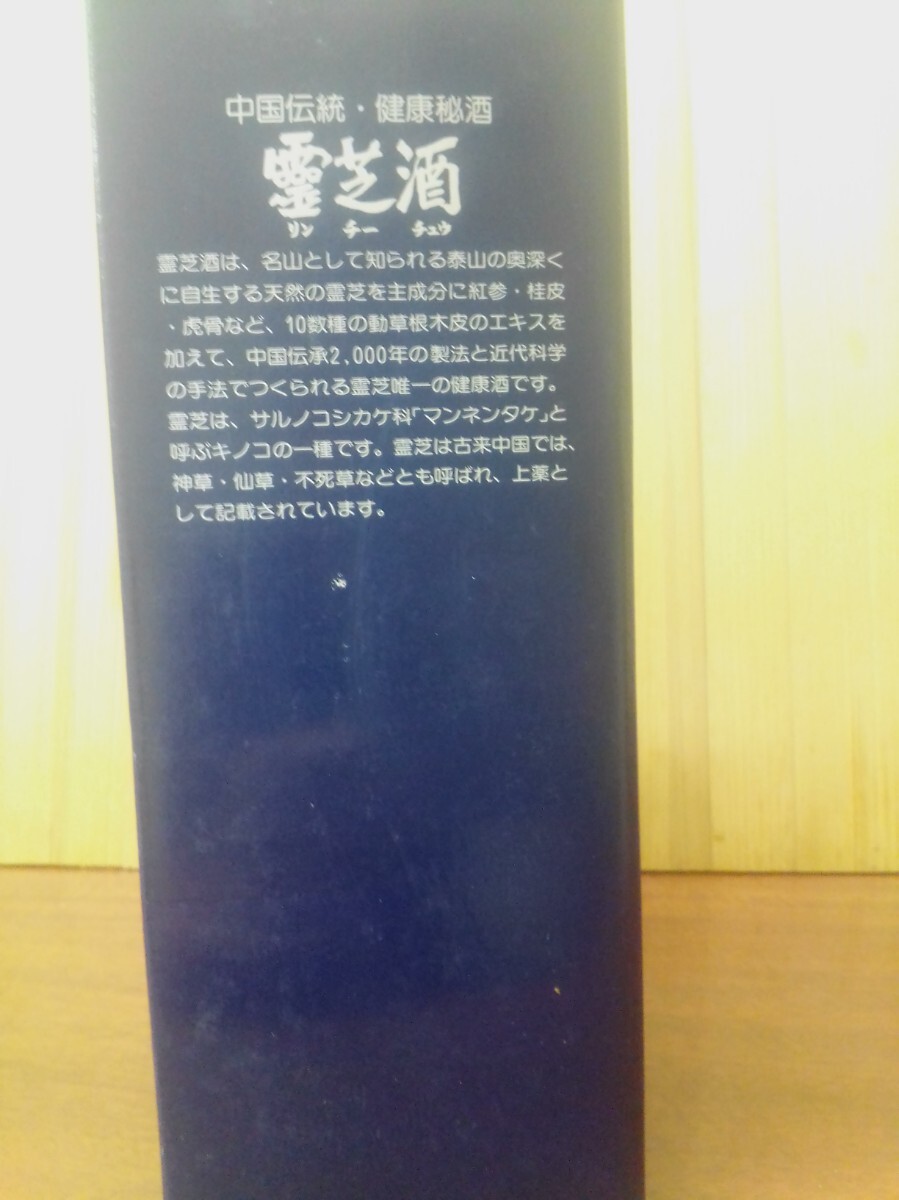 中国伝統・健康秘酒
靈芝酒
リン チー チュウ
霊芝酒は、名山として知られる泰山の奥深く
に自生する天然の霊芝を主成分に紅参・桂皮
・虎骨など、10数種の動草根木皮のエキスを
加えて、中国伝承2,000年の製法と近代科学
の手法でつくられる霊芝唯一の健康酒です。
霊芝は、サルノコシカケ科「マンネンタケ」と
呼ぶキノコの一種です。霊芝は古来中国では、
神草・仙草・不死草などとも呼ばれ、上薬と
して記載されています。